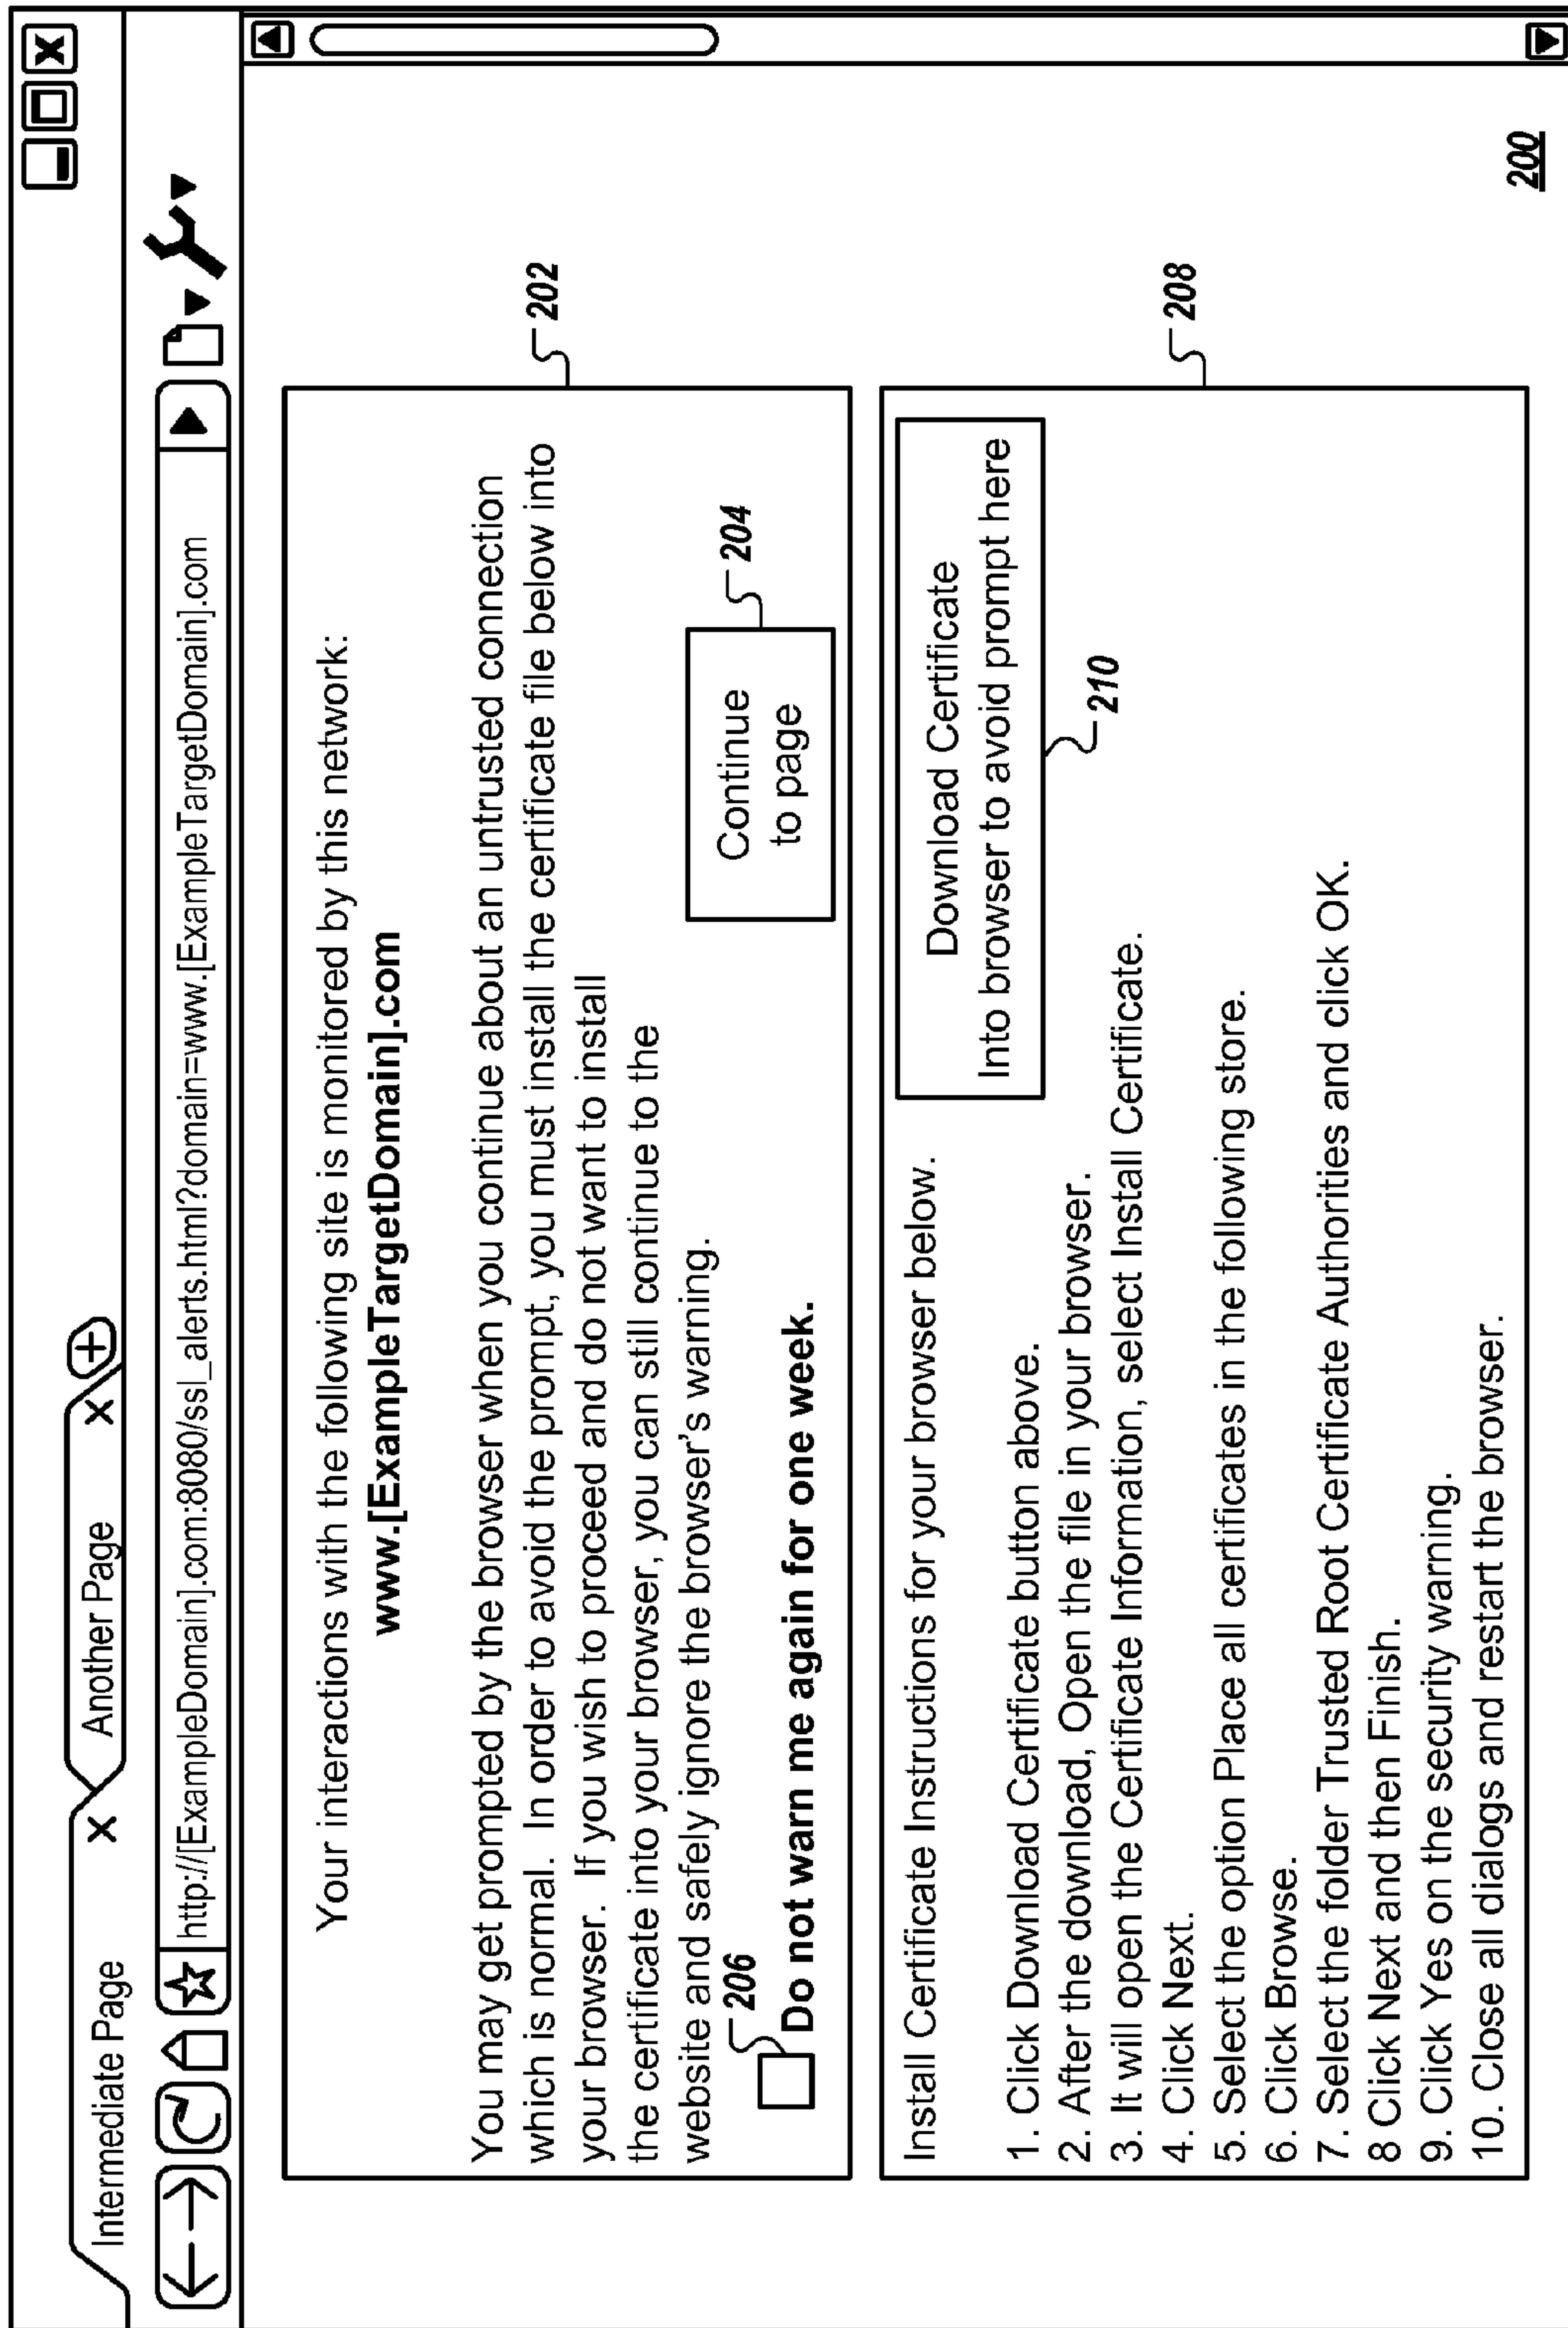 Intermediate Page X
Another Page X
http://[ExampleDomain].com:8080/ssl_alerts.html?domain=www.[ExampleTargetDomain].com
Your interactions with the following site is monitored by this network:
www.[ExampleTargetDomain].com
You may get prompted by the browser when you continue about an untrusted connection
which is normal. In order to avoid the prompt, you must install the certificate file below into
your browser. If you wish to proceed and do not want to install
the certificate into your browser, you can still continue to the
website and safely ignore the browser's warning.
206
Do not warn me again for one week.
Continue
to page
204
202
Install Certificate Instructions for your browser below.
Download Certificate
Into browser to avoid prompt here
210
1. Click Download Certificate button above.
2. After the download, Open the file in your browser.
3. It will open the Certificate Information, select Install Certificate.
4. Click Next.
5. Select the option Place all certificates in the following store.
6. Click Browse.
7. Select the folder Trusted Root Certificate Authorities and click OK.
8 Click Next and then Finish.
9. Click Yes on the security warning.
10. Close all dialogs and restart the browser.
208
200